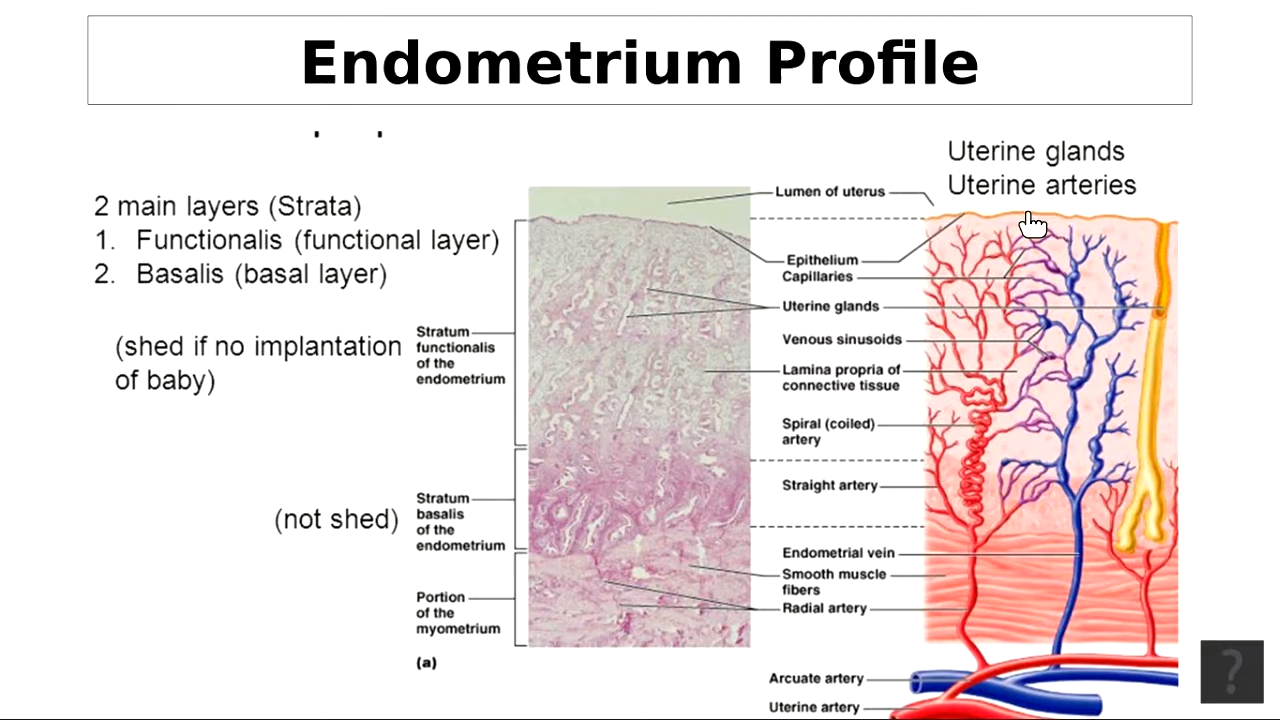 Endometrium Profile
Uterine glands
Uterine arteries
2 main layers (Strata)
1. Functionalis (functional layer)
2. Basalis (basal layer)
(shed if no implantation
of baby)
(not shed)
Stratum
functionalis
of the
endometrium
Stratum
basalis
of the
endometrium
Portion
of the
myometrium
(a)
Lumen of uterus
Epithelium
Capillaries
Uterine glands
Venous sinusoids
Lamina propria of
connective tissue
Spiral (coiled)
artery
Straight artery
Endometrial vein
Smooth muscle
fibers
Radial artery
Arcuate artery
Uterine artery
?